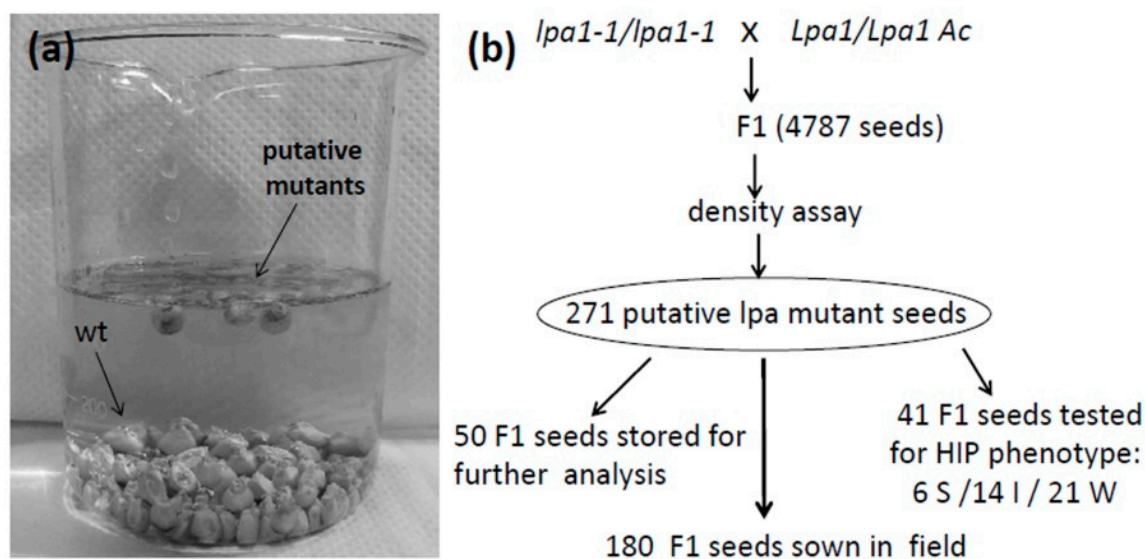 (a)
putative
mutants
wt
200
(b)
lpa1-1/lpa1-1 X Lpa1/Lpa1 Ac
F1 (4787 seeds)
density assay
271 putative lpa mutant seeds
50 F1 seeds stored for
further analysis
41 F1 seeds tested
for HIP phenotype:
6 S /14 I / 21 W
180 F1 seeds sown in field